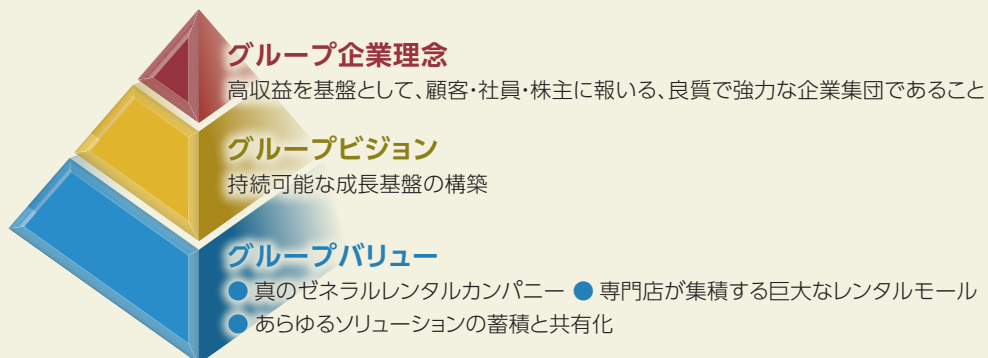 グループ企業理念
高収益を基盤として、顧客・社員・株主に報いる、良質で強力な企業集団であること
グループビジョン
持続可能な成長基盤の構築
グループバリュー
● 真のゼネラルレンタルカンパニー ● 専門店が集積する巨大なレンタルモール
● あらゆるソリューションの蓄積と共有化